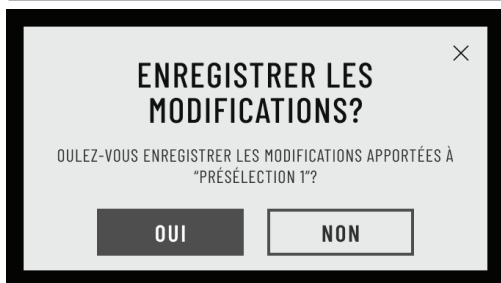 ENREGISTRER LES
MODIFICATIONS?
OULEZ-VOUS ENREGISTRER LES MODIFICATIONS APPORTÉES À
“PRÉSÉLECTION 1”?
OUI
NON